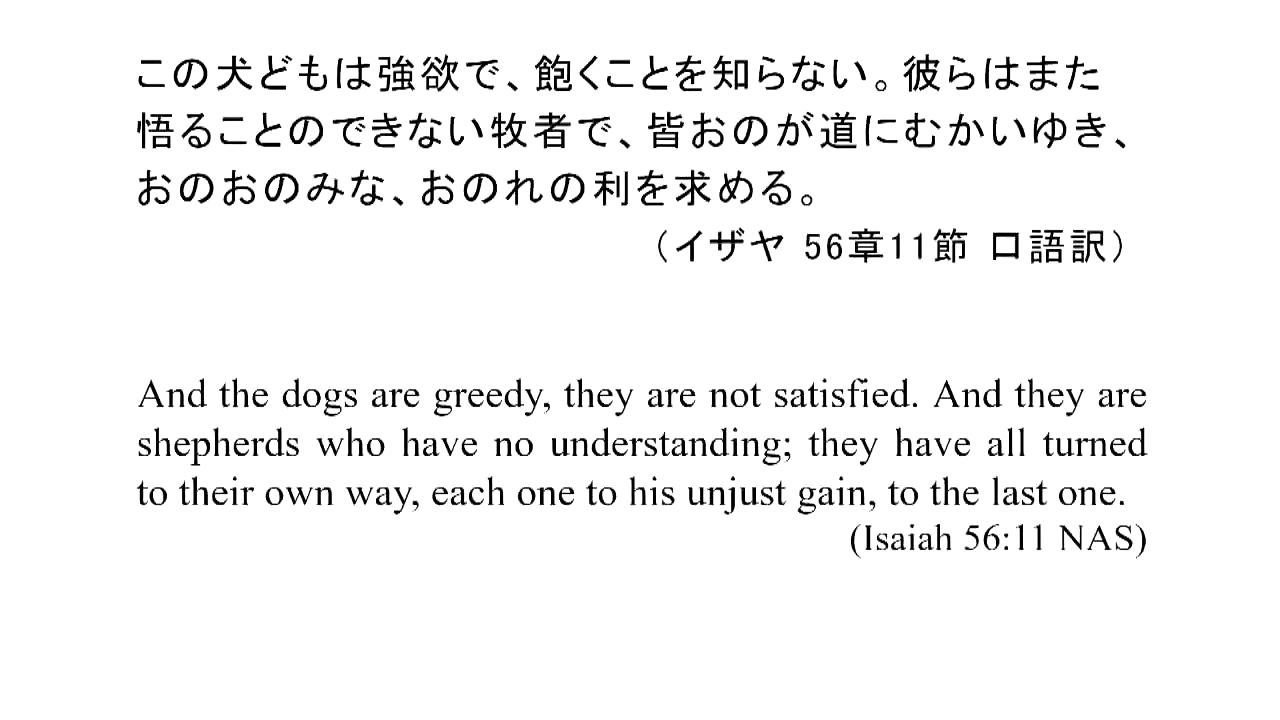 この犬どもは強欲で、飽くことを知らない。彼らはまた
悟ることのできない牧者で、皆おのが道にむかいゆき、
おのおのみな、おのれの利を求める。
（イザヤ 56章11節 口語訳）
And the dogs are greedy, they are not satisfied. And they are
shepherds who have no understanding; they have all turned
to their own way, each one to his unjust gain, to the last one.
(Isaiah 56:11 NAS)